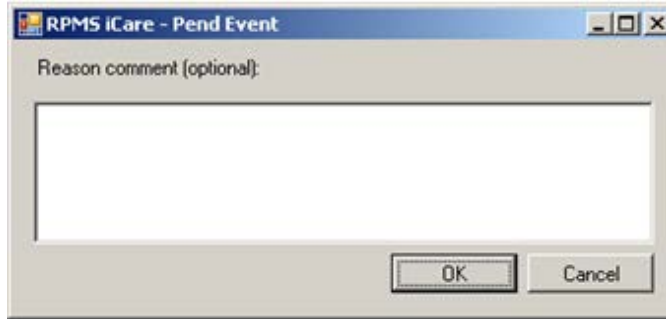 RPMS iCare - Pend Event
Reason comment (optional):
OK Cancel